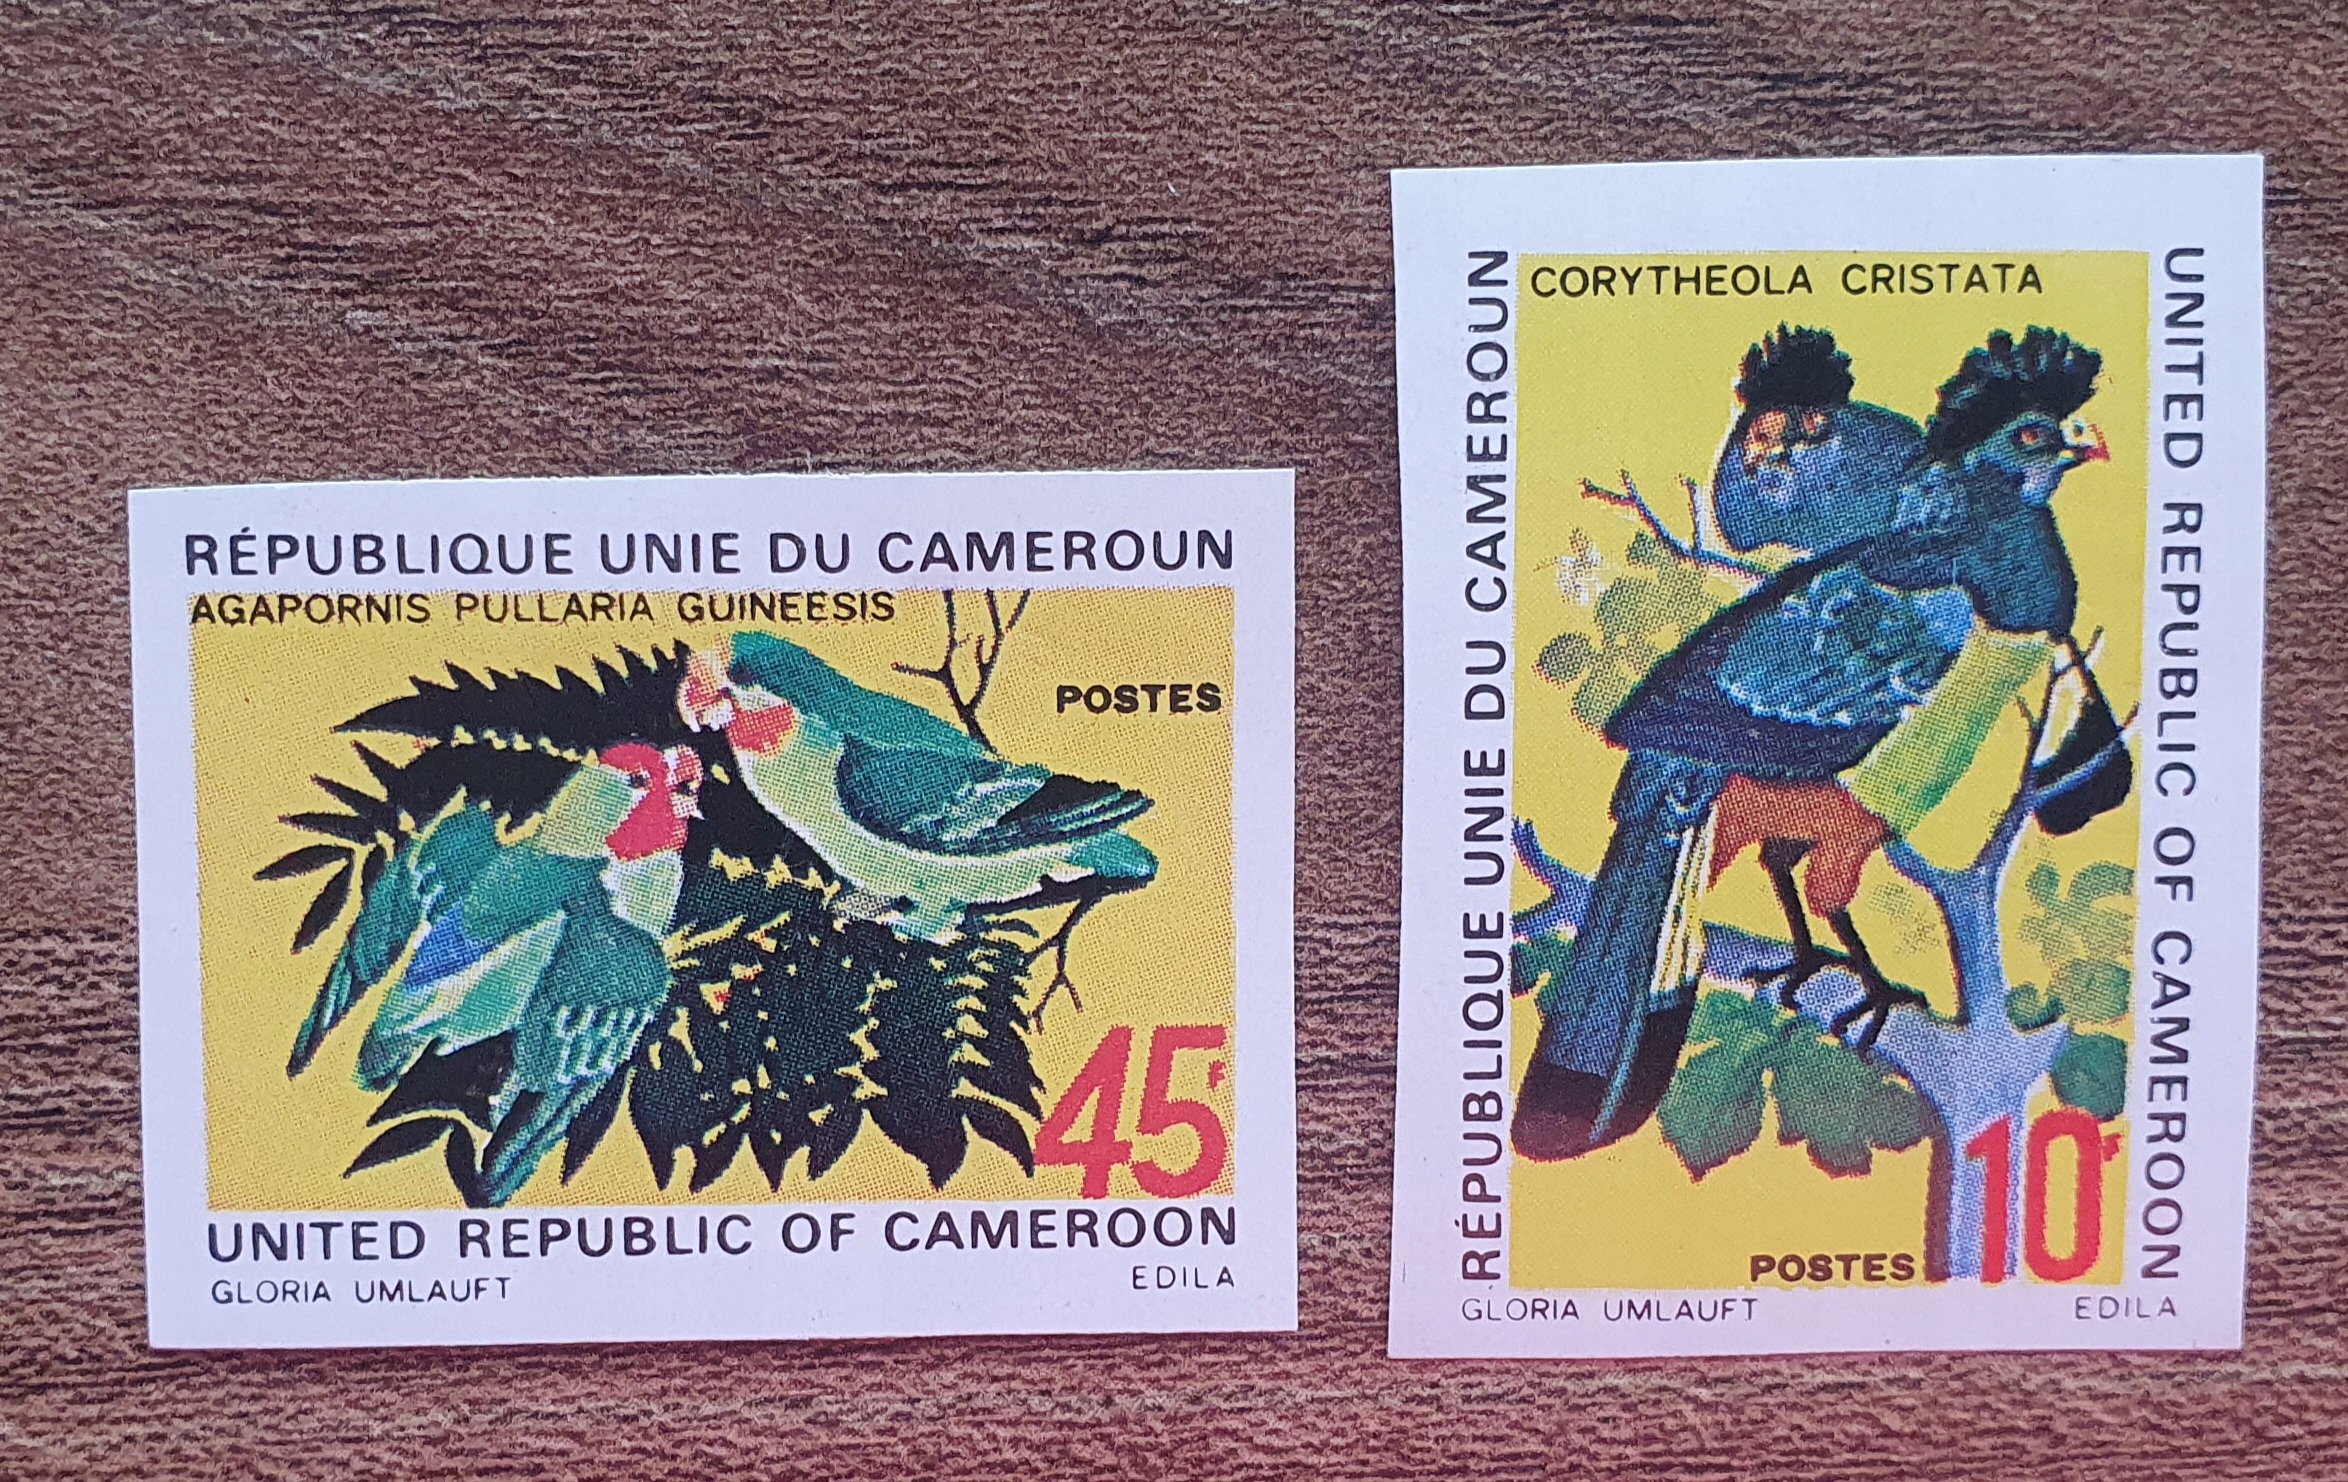 RÉPUBLIQUE UNIE DU CAMEROUN
AGAPORNIS PULLARIA GUINEESIS
POSTES
45F
UNITED REPUBLIC OF CAMEROON
GLORIA UMLAUFT
EDILA
RÉPUBLIQUE UNIE DU CAMEROUN
CORYTHEOLA CRISTATA
UNITED REPUBLIC OF CAMEROON
10F
POSTES
GLORIA UMLAUFT
EDILA